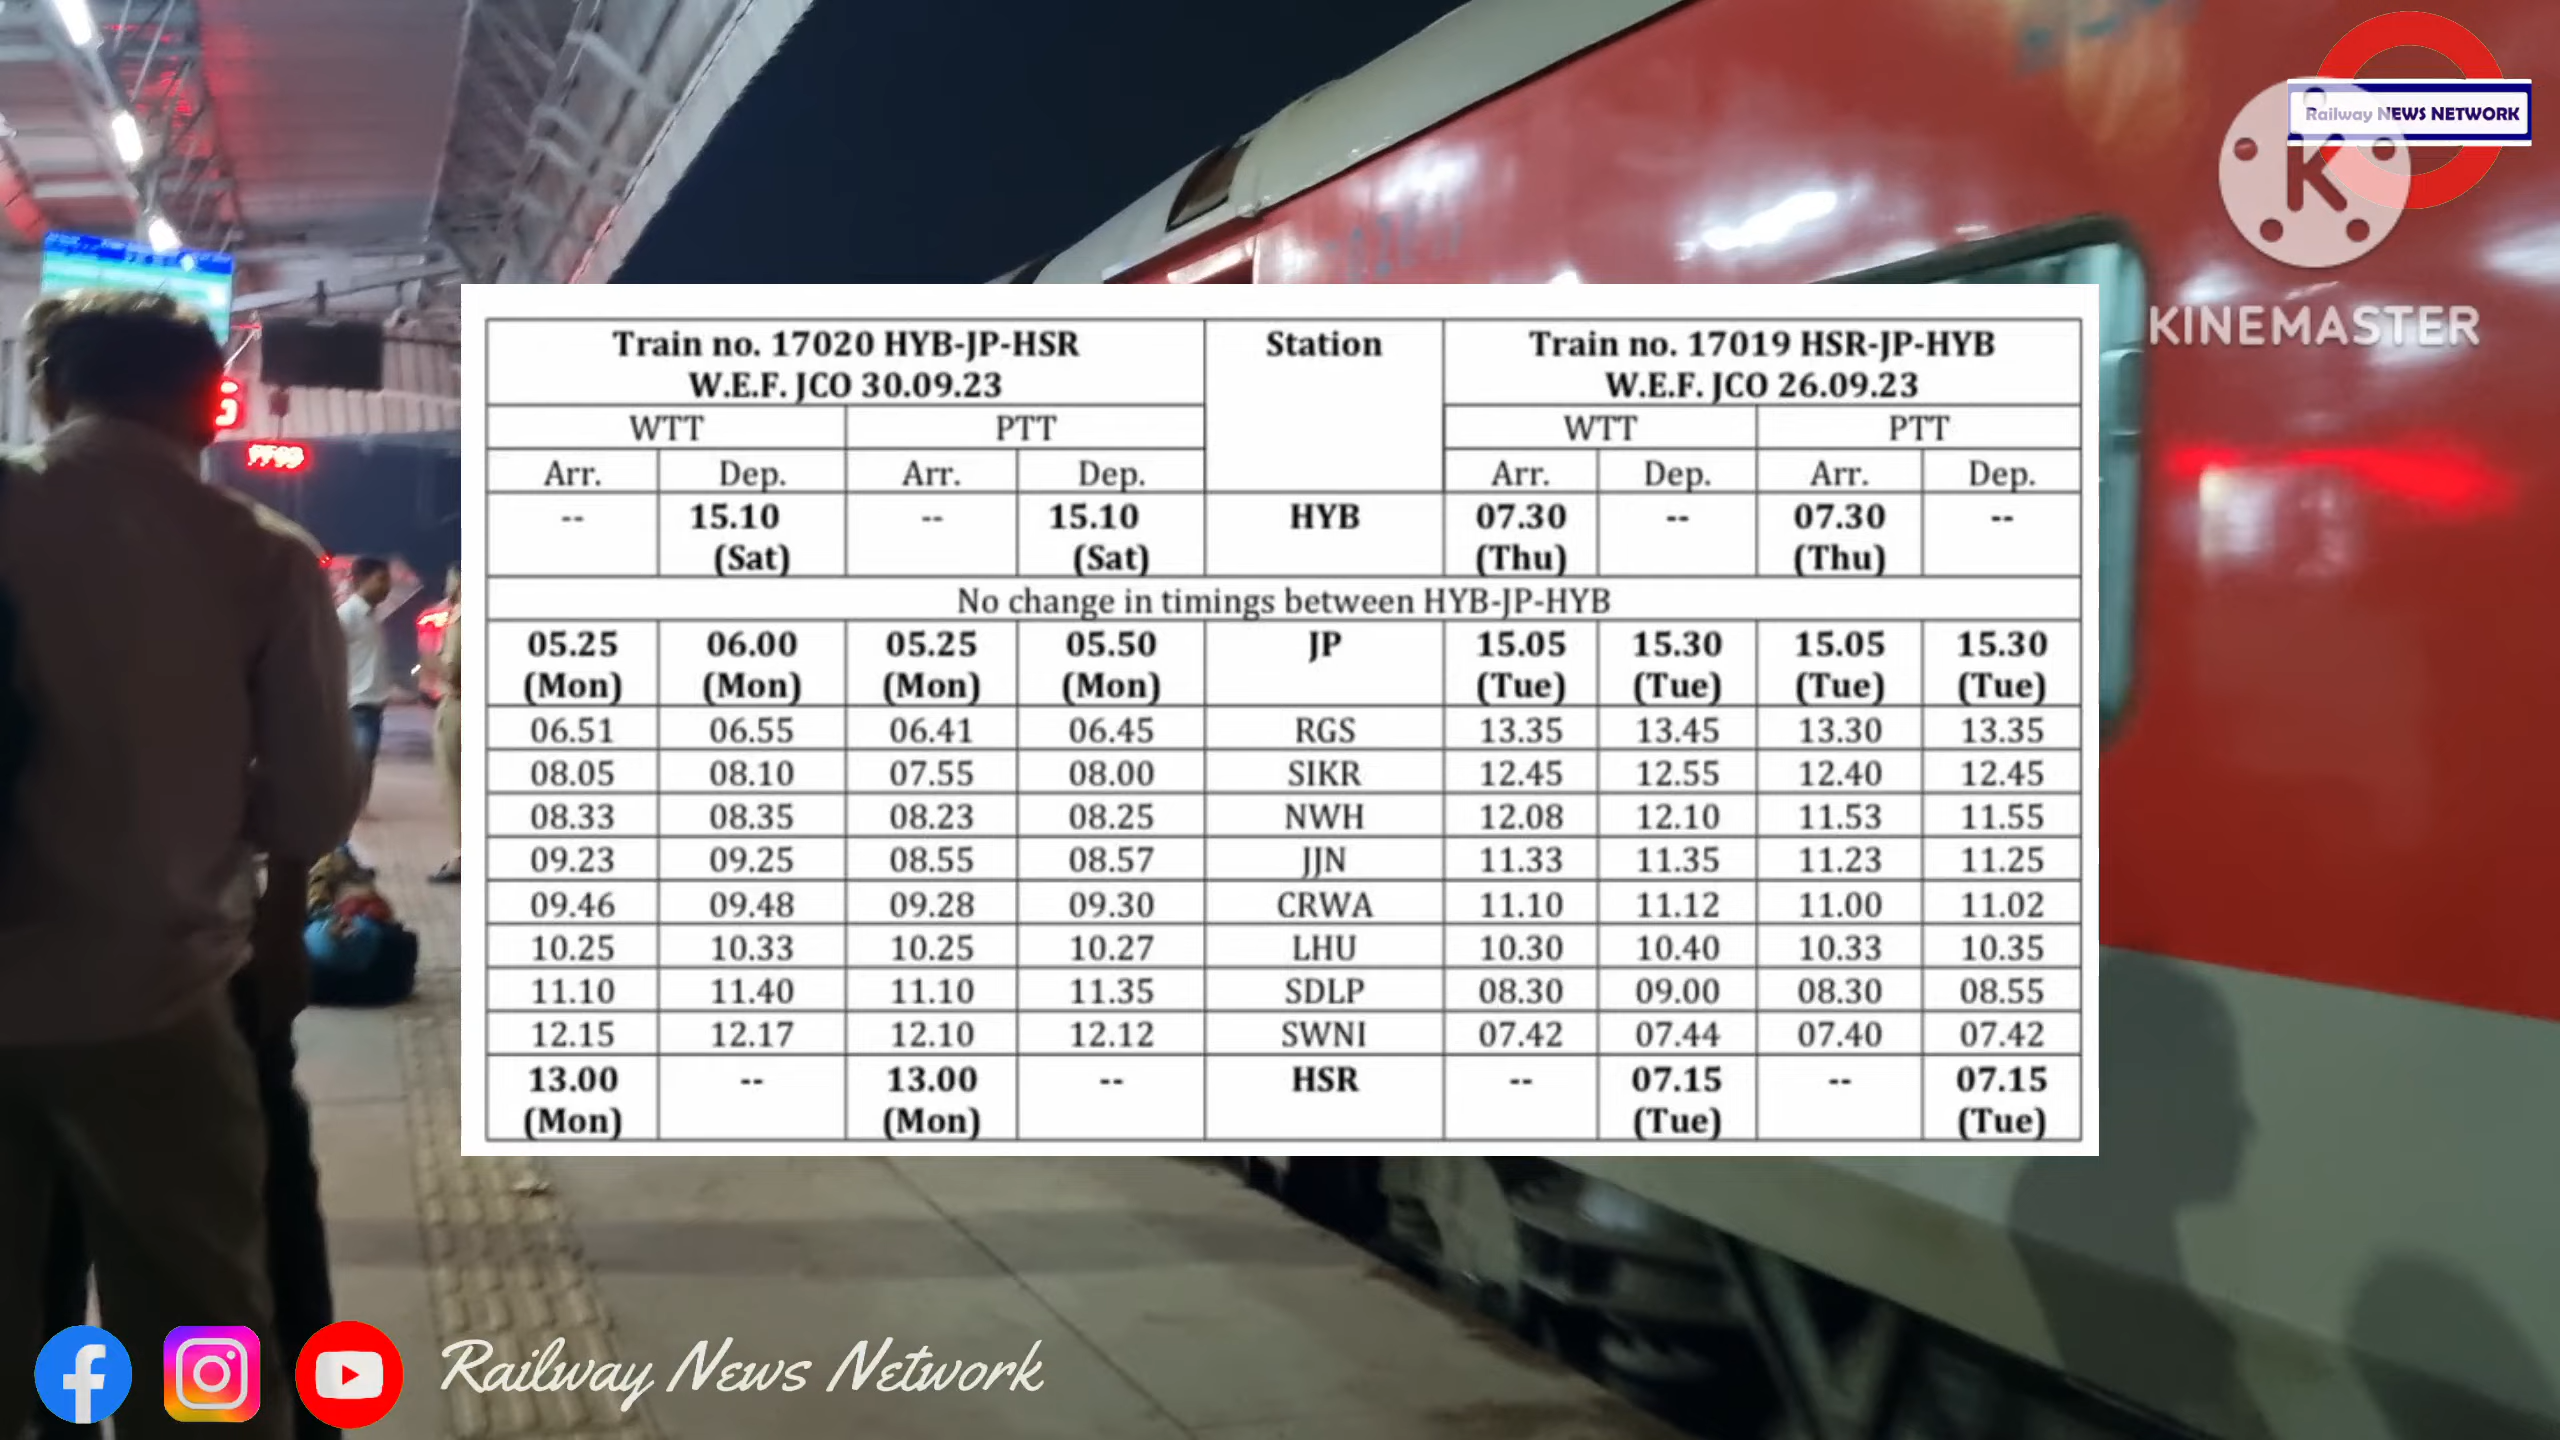 Railway NEWS NETWORK
K
KINEMASTER
PF03
Train no. 17020 HYB-JP-HSR Station Train no. 17019 HSR-JP-HYB
W.E.F. JCO 30.09.23 W.E.F. JCO 26.09.23
WTT PTT WTT PTT
Arr. Dep. Arr. Dep. Arr. Dep. Arr. Dep.
-- 15.10 -- 15.10 HYB 07.30 -- 07.30 --
(Sat) (Sat) (Thu) (Thu)
No change in timings between HYB-JP-HYB
05.25 06.00 05.25 05.50 JP 15.05 15.30 15.05 15.30
(Mon) (Mon) (Mon) (Mon) (Tue) (Tue) (Tue) (Tue)
06.51 06.55 06.41 06.45 RGS 13.35 13.45 13.30 13.35
08.05 08.10 07.55 08.00 SIKR 12.45 12.55 12.40 12.45
08.33 08.35 08.23 08.25 NWH 12.08 12.10 11.53 11.55
09.23 09.25 08.55 08.57 JJN 11.33 11.35 11.23 11.25
09.46 09.48 09.28 09.30 CRWA 11.10 11.12 11.00 11.02
10.25 10.33 10.25 10.27 LHU 10.30 10.40 10.33 10.35
11.10 11.40 11.10 11.35 SDLP 08.30 09.00 08.30 08.55
12.15 12.17 12.10 12.12 SWNI 07.42 07.44 07.40 07.42
13.00 -- 13.00 -- HSR -- 07.15 -- 07.15
(Mon) (Mon) (Tue) (Tue)
Railway News Network